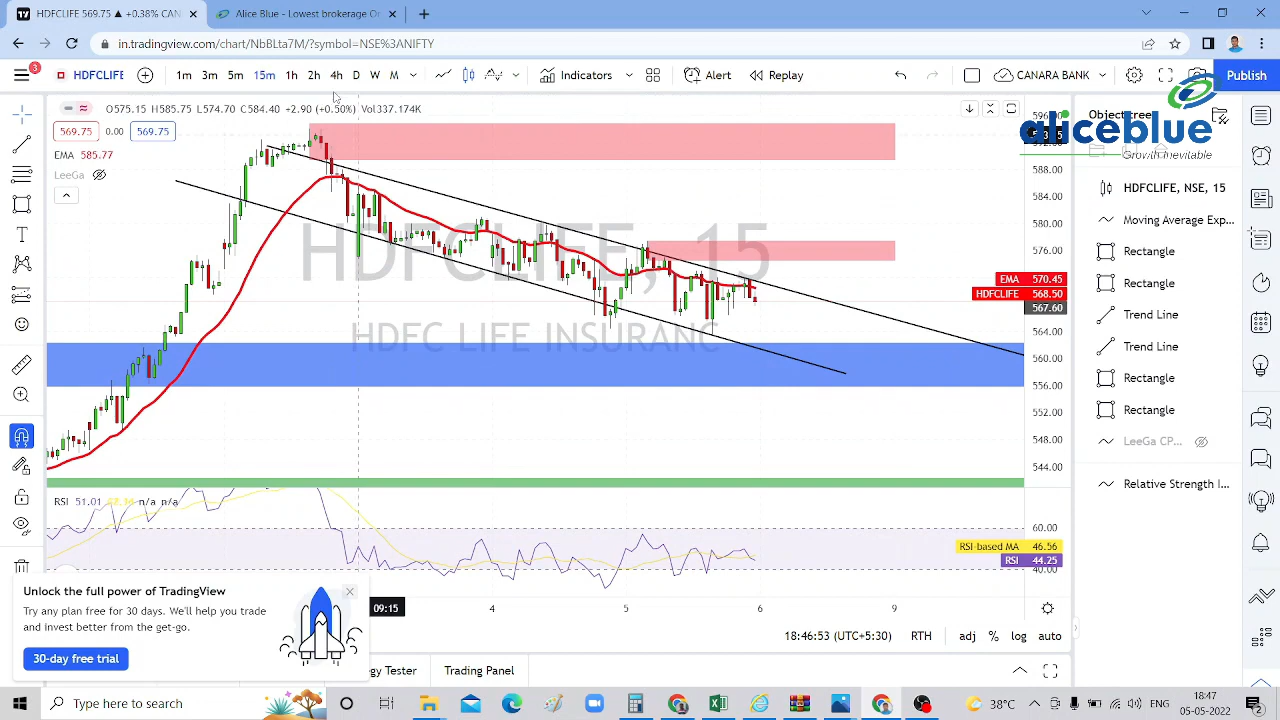 HDFCLIFE 569.75 ▲ +0.38% CAN
Alice Blue - Lowest brokerage On
in.tradingview.com/chart/NbBLta7M/?symbol=NSE%3ANIFTY
3
HDFCLIFE
1m 3m 5m 15m 1h 2h 4h D W M
Indicators
Alert
Replay
CANARA BANK
Publish
O575.15 H585.75 L574.70 C584.40 +2.90 (+0.50%) Vol337.174K
569.75 0.00 569.75
EMA 585.77
LeeGa
HDFCLIFE, 15
HDFC LIFE INSURANC
588.00
584.00
580.00
576.00
EMA 570.45
HDFCLIFE 568.50
567.60
564.00
560.00
556.00
552.00
548.00
544.00
RSI 51.01 n/a n/a
60.00
RSI-based MA 46.56
RSI 44.25
40.00
09:15 4 5 6 9
18:46:53 (UTC+5:30) RTH adj % log auto
Object tree
aliceblue
Growth Inevitable
HDFCLIFE, NSE, 15
Moving Average Exp...
Rectangle
Rectangle
Trend Line
Trend Line
Rectangle
Rectangle
LeeGa CP...
Relative Strength I...
Unlock the full power of TradingView
Try any plan free for 30 days. We'll help you trade
and invest better from the get-go.
30-day free trial
gy Tester
Trading Panel
Type here to search
38°C
ENG
18:47
05-05-2022
2